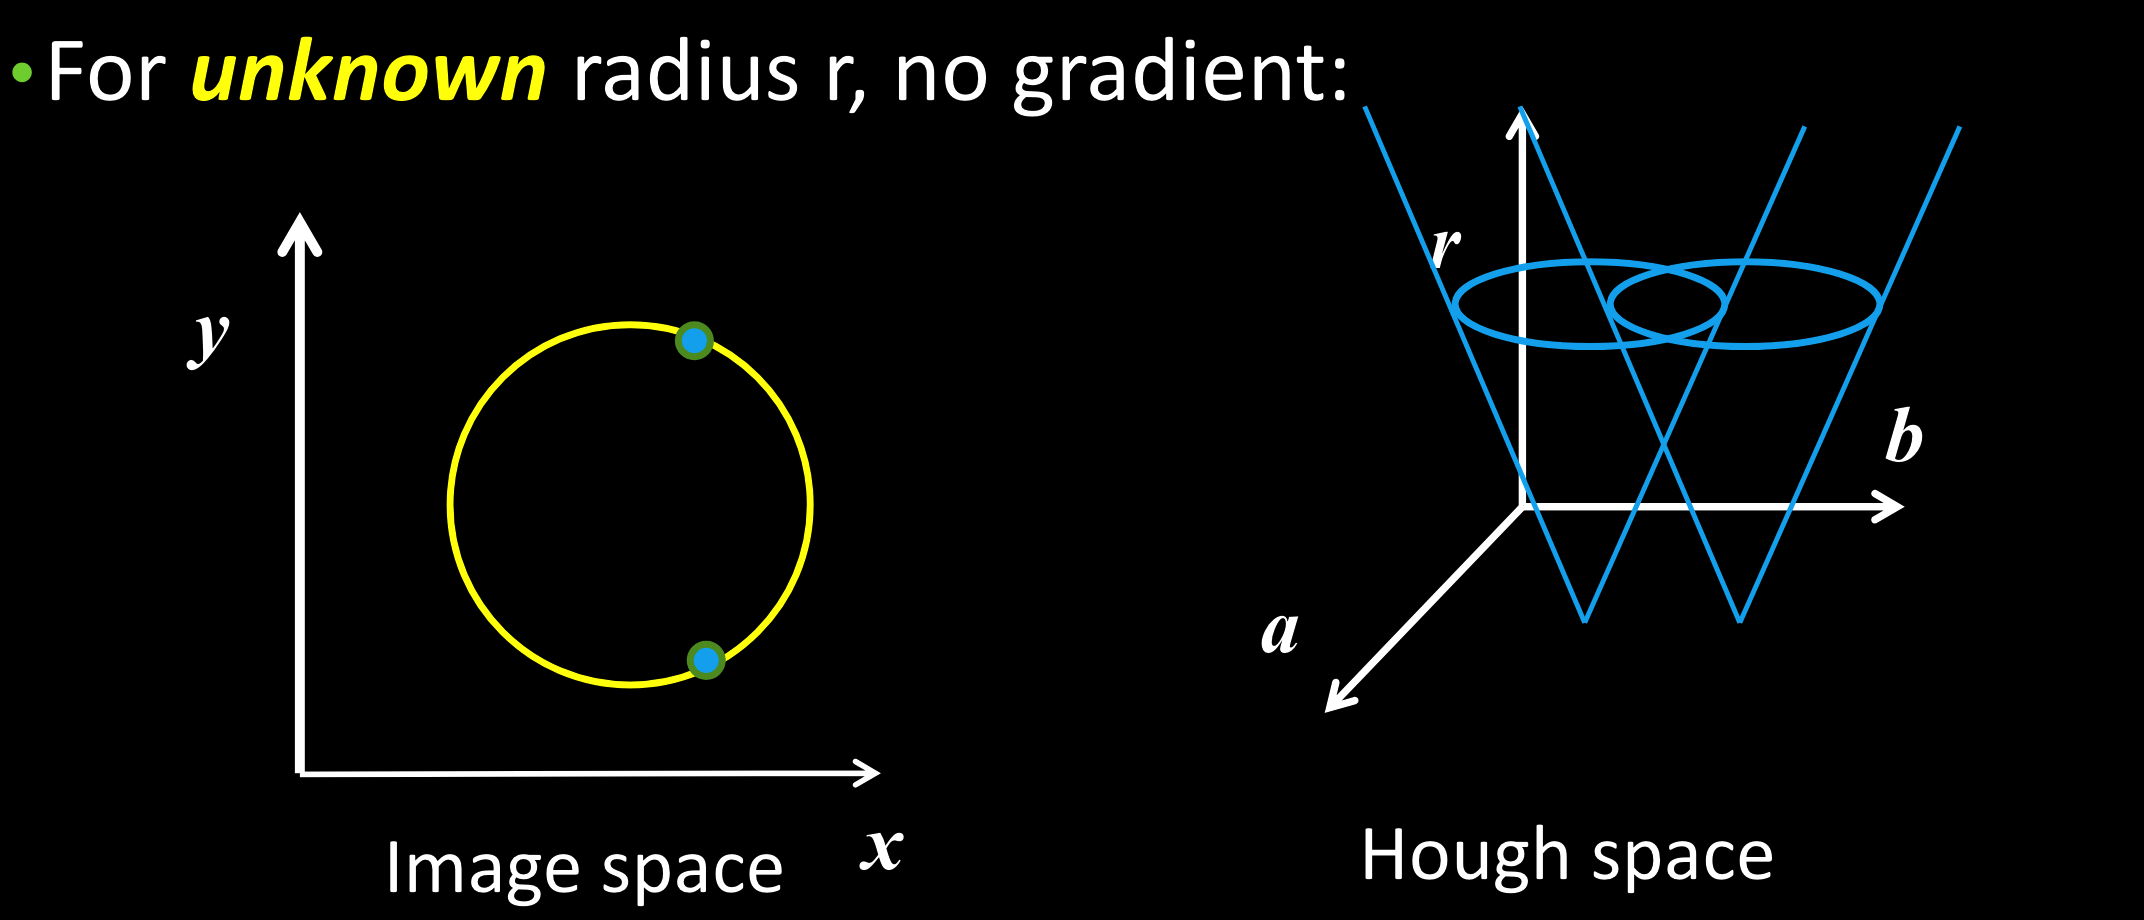 • For unknown radius r, no gradient:
y
x
Image space
r
b
a
Hough space